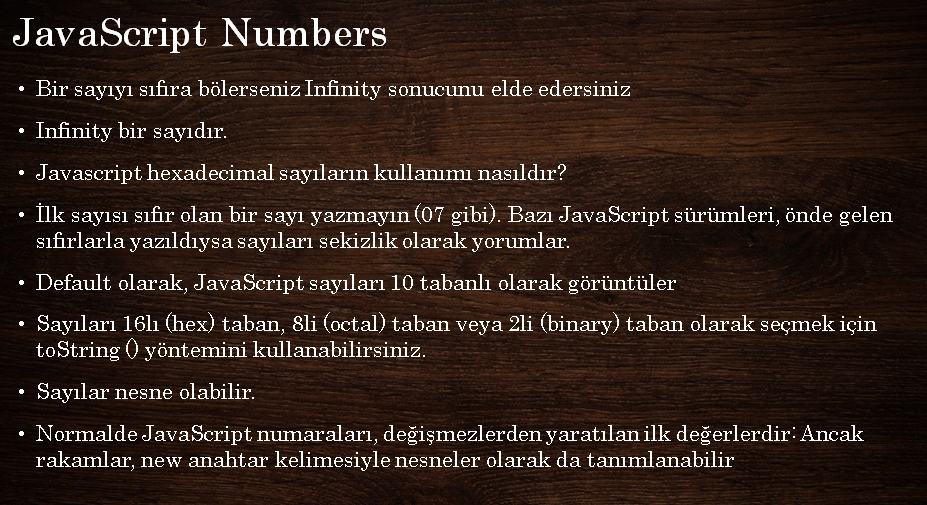 JavaScript Numbers
• Bir sayıyı sıfıra bölerseniz Infinity sonucunu elde edersiniz
• Infinity bir sayıdır.
• Javascript hexadecimal sayıların kullanımı nasıldır?
• İlk sayısı sıfır olan bir sayı yazmayın (07 gibi). Bazı JavaScript sürümleri, önde gelen
sıfırlarla yazıldıysa sayıları sekizlik olarak yorumlar.
• Default olarak, JavaScript sayıları 10 tabanlı olarak görüntüler
• Sayıları 16lı (hex) taban, 8li (octal) taban veya 2li (binary) taban olarak seçmek için
toString () yöntemini kullanabilirsiniz.
• Sayılar nesne olabilir.
• Normalde JavaScript numaraları, değişmezlerden yaratılan ilk değerlerdir: Ancak
rakamlar, new anahtar kelimesiyle nesneler olarak da tanımlanabilir